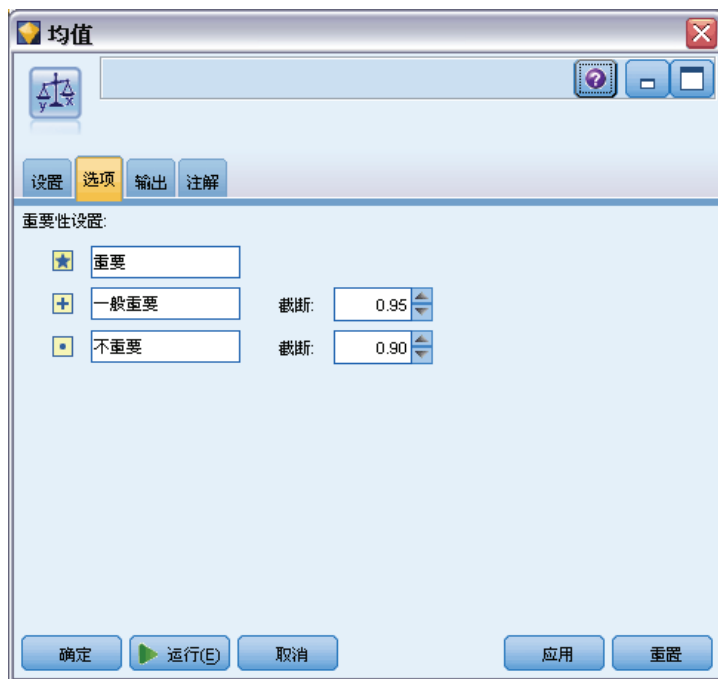 均值
y x
?
设置 选项 输出 注解
重要性设置:
重要
一般重要 截断: 0.95
不重要 截断: 0.90
确定 运行(E) 取消 应用 重置